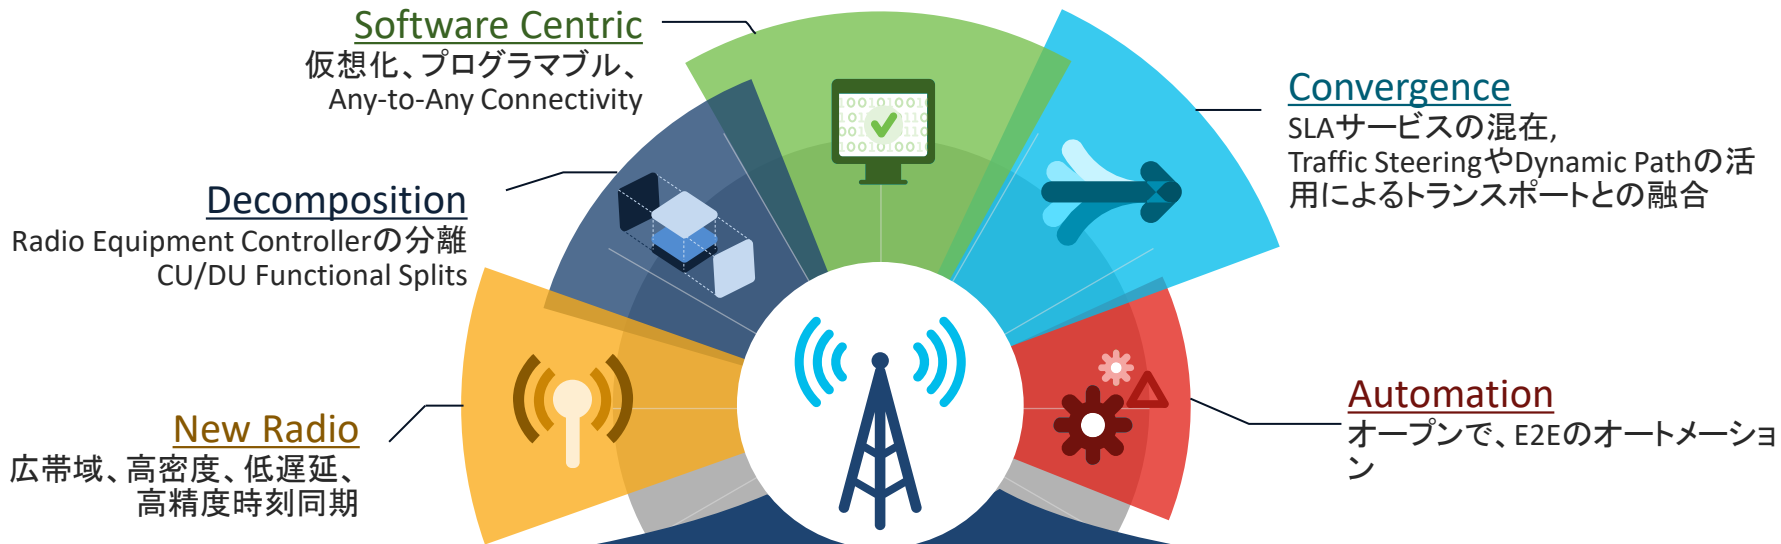 Software Centric
仮想化、プログラマブル、
Any-to-Any Connectivity
Decomposition
Radio Equipment Controllerの分離
CU/DU Functional Splits
New Radio
広帯域、高密度、低遅延、
高精度時刻同期
Convergence
SLAサービスの混在,
Traffic SteeringやDynamic Pathの活
用によるトランスポートとの融合
Automation
オープンで、E2Eのオートメーショ
ン